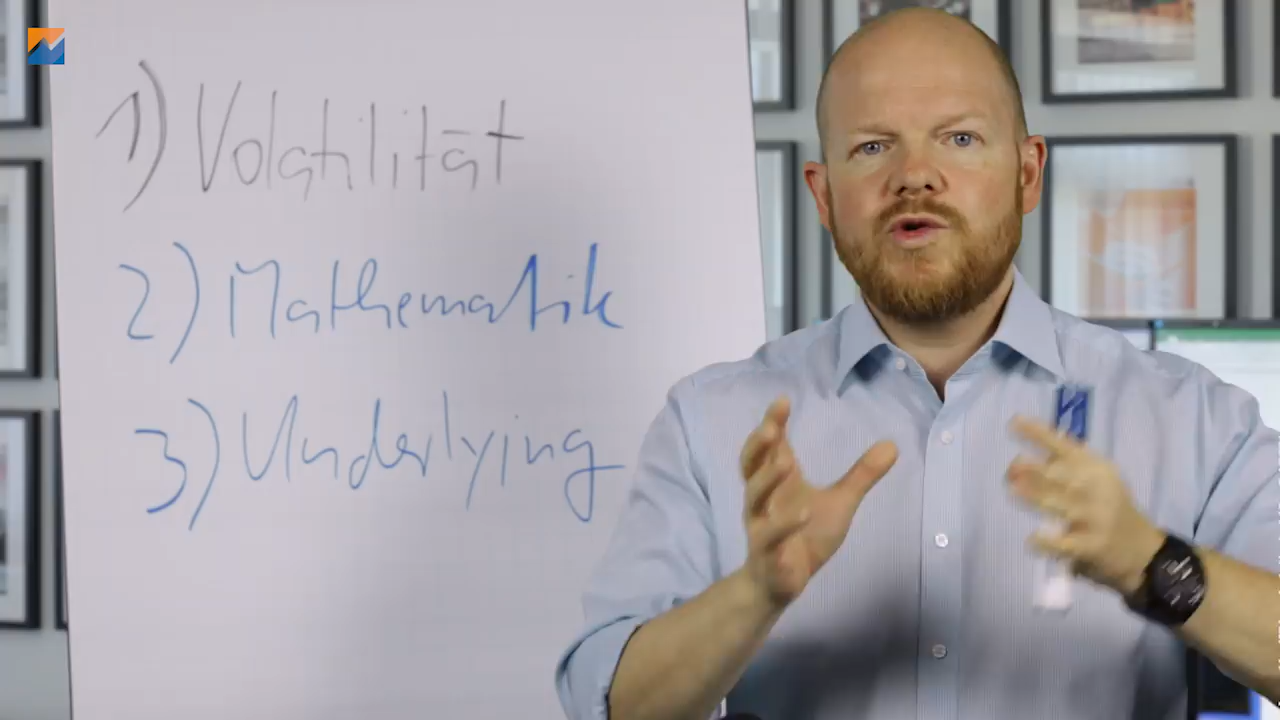 1) Volatilität
2) Mathematik
3) Underlying